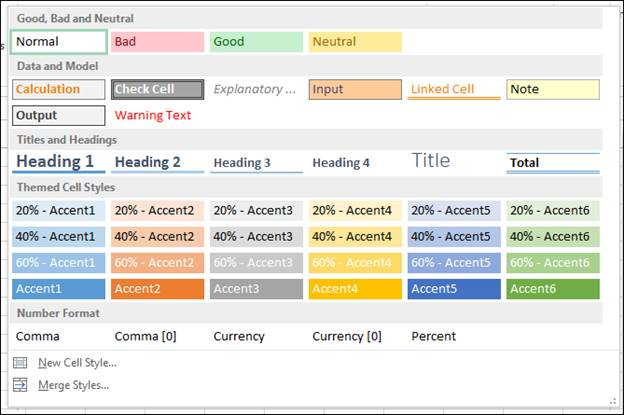 Good, Bad and Neutral
Normal Bad Good Neutral
Data and Model
Calculation Check Cell Explanatory ... Input Linked Cell Note
Output Warning Text
Titles and Headings
Heading 1 Heading 2 Heading 3 Heading 4 Title Total
Themed Cell Styles
20% - Accent1 20% - Accent2 20% - Accent3 20% - Accent4 20% - Accent5 20% - Accent6
40% - Accent1 40% - Accent2 40% - Accent3 40% - Accent4 40% - Accent5 40% - Accent6
60% - Accent1 60% - Accent2 60% - Accent3 60% - Accent4 60% - Accent5 60% - Accent6
Accent1 Accent2 Accent3 Accent4 Accent5 Accent6
Number Format
Comma Comma [0] Currency Currency [0] Percent
New Cell Style...
Merge Styles...